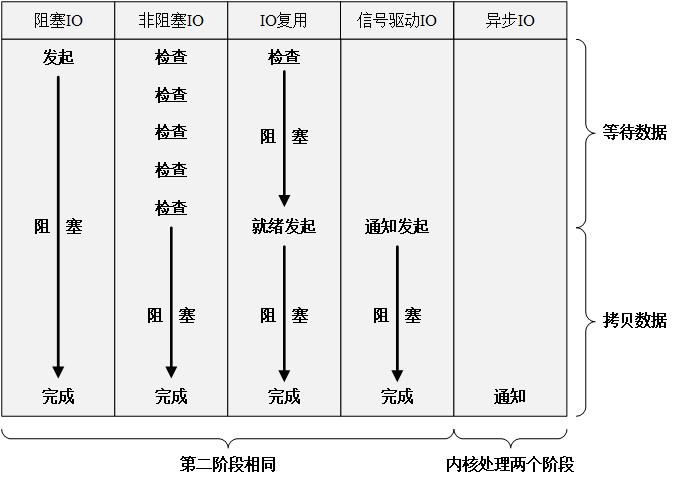 阻塞IO 非阻塞IO IO复用 信号驱动IO 异步IO
发起 检查 检查
检查
检查 阻 塞 等待数据
检查
检查
阻 塞 就绪发起 通知发起
阻 塞 阻 塞 阻 塞 拷贝数据
完成 完成 完成 完成 通知
第二阶段相同 内核处理两个阶段